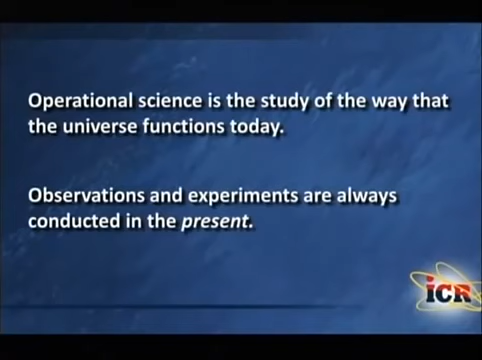 Operational science is the study of the way that
the universe functions today.
Observations and experiments are always
conducted in the present.
iCR